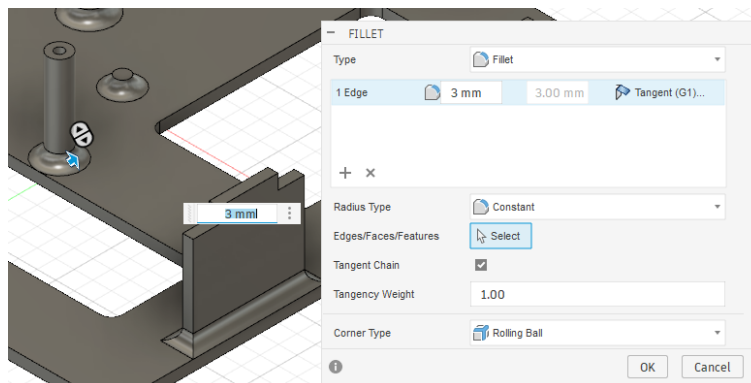 FILLET
Type Fillet
1 Edge 3 mm 3.00 mm Tangent (G1)...
3 mm
Radius Type Constant
Edges/Faces/Features Select
Tangent Chain
Tangency Weight 1.00
Corner Type Rolling Ball
OK Cancel